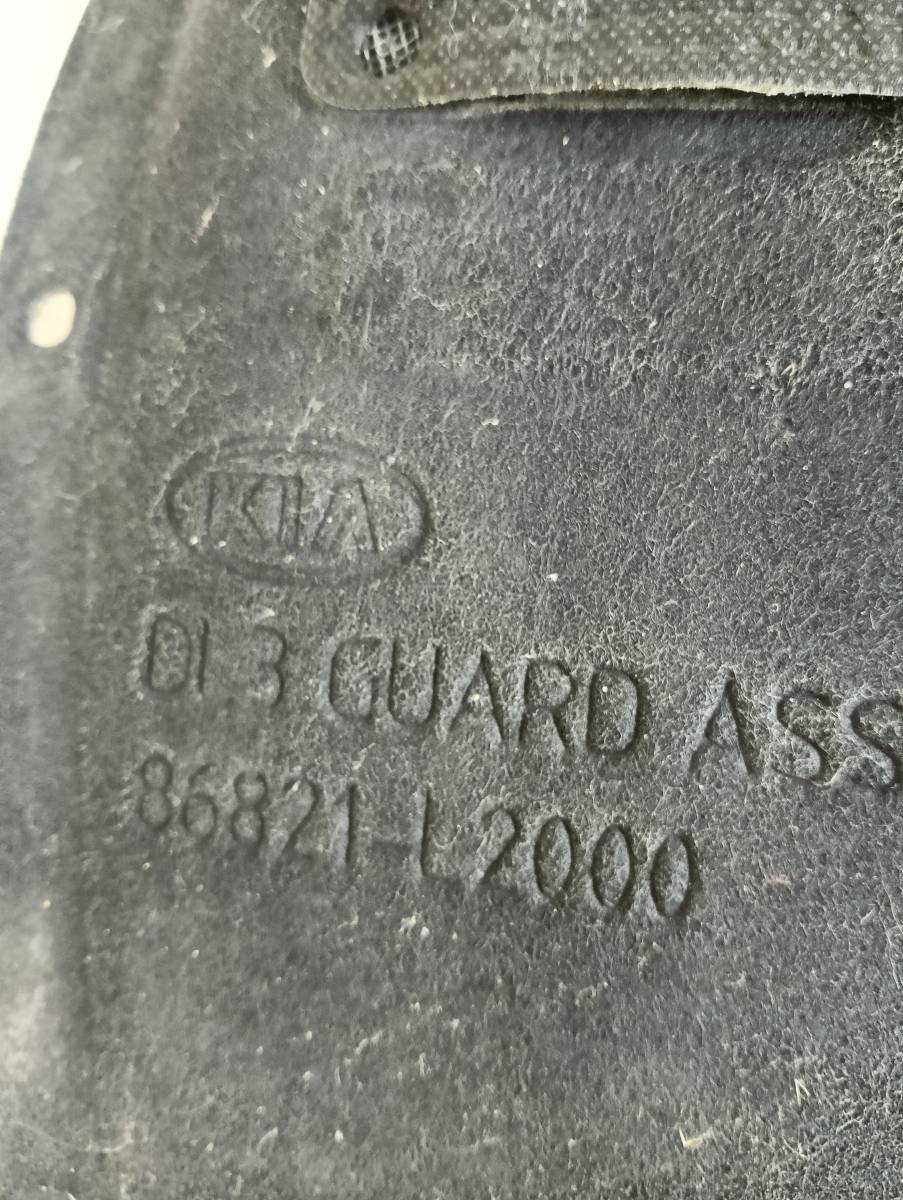 KIA
DL3 GUARD ASS
86821-L2000